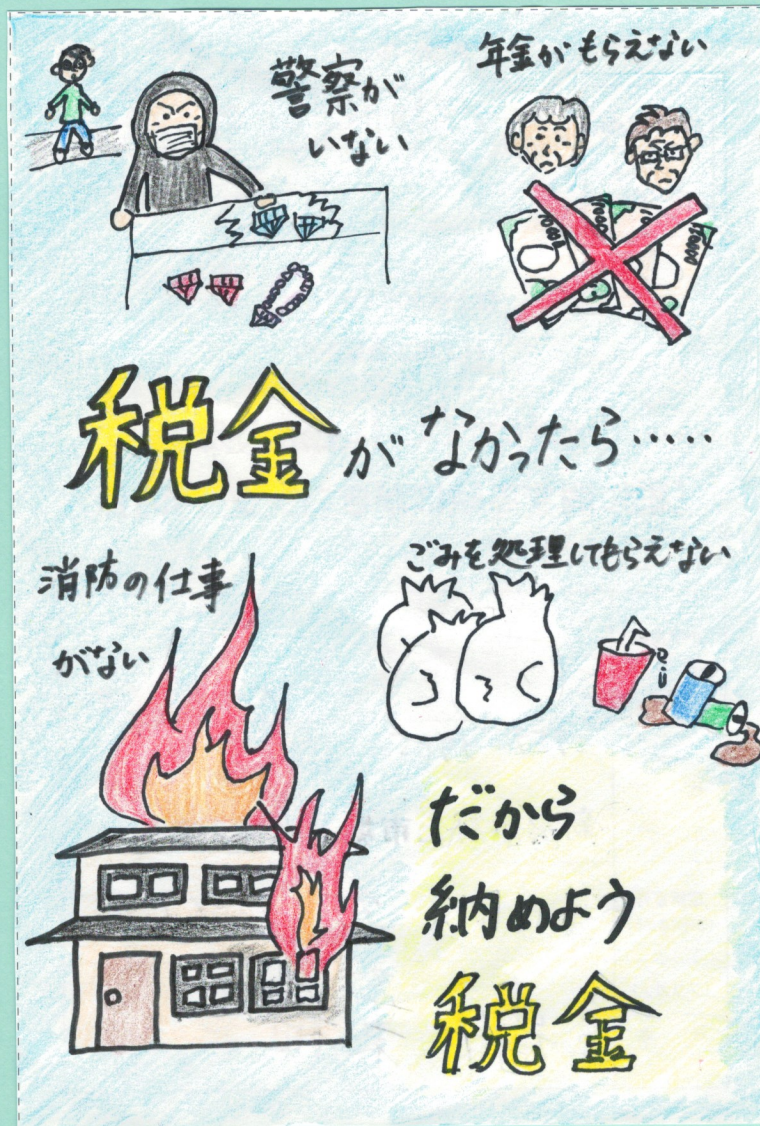 警察が
いない
年金がもらえない
税金がなかったら‥‥‥
消防の仕事
がない
ごみを処理してもらえない
だから
納めよう
税金